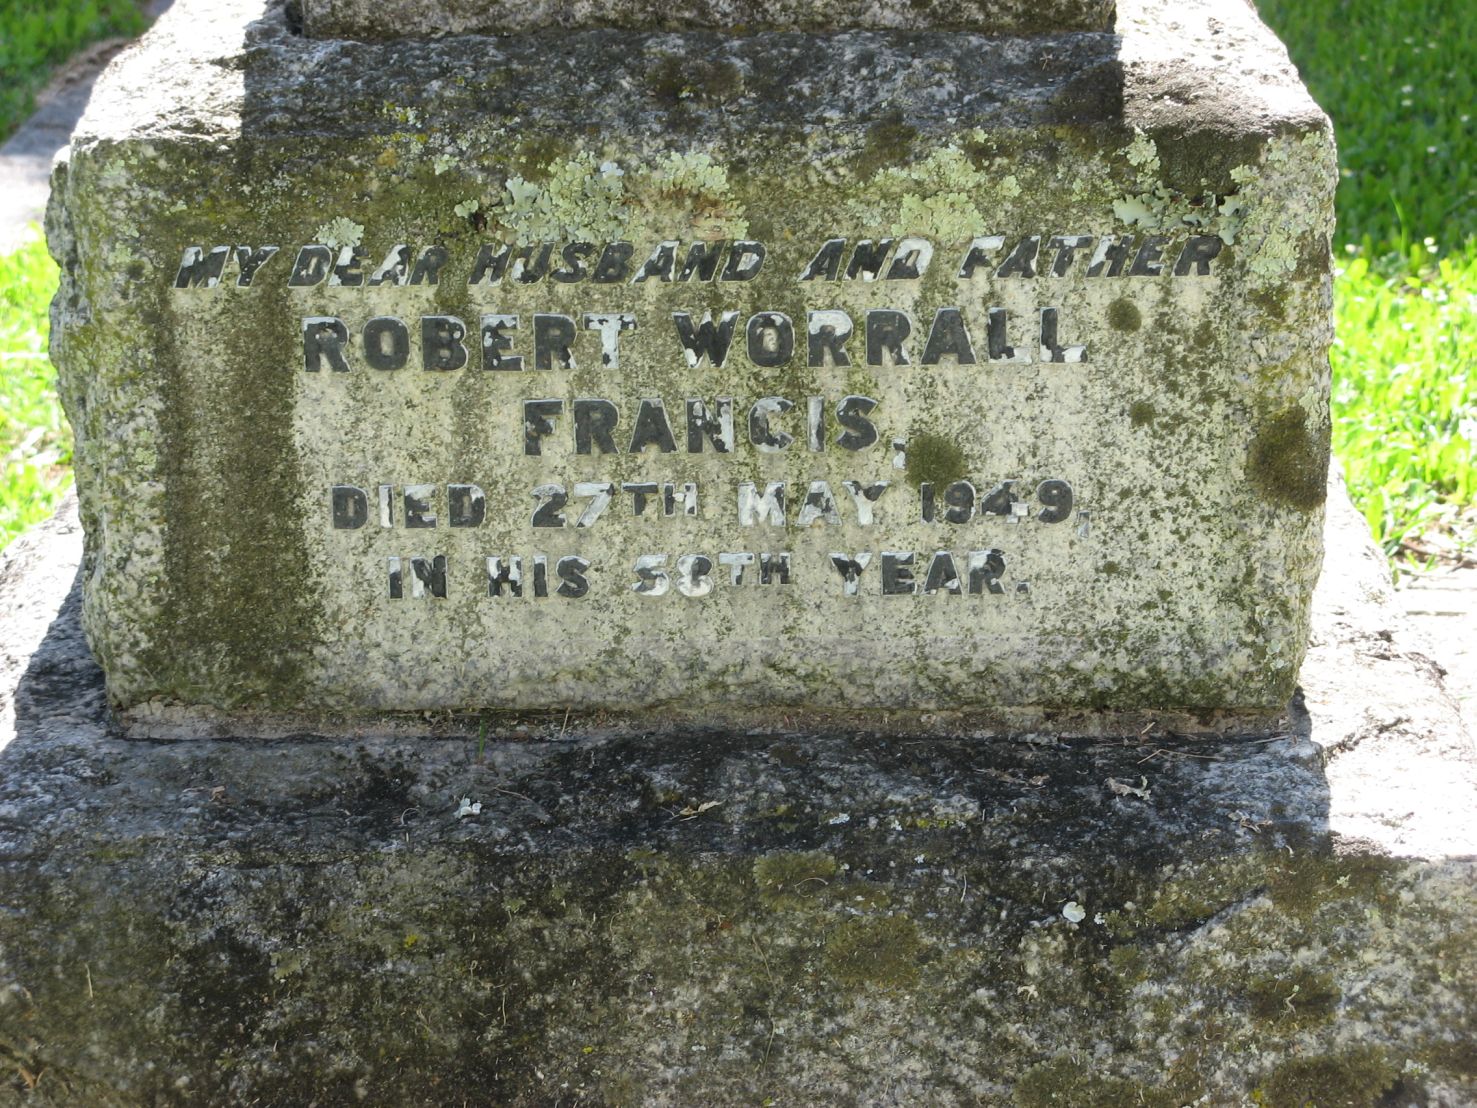 MY DEAR HUSBAND AND FATHER
ROBERT WORRALL
FRANCIS,
DIED 27TH MAY 1949,
IN HIS 58TH YEAR.